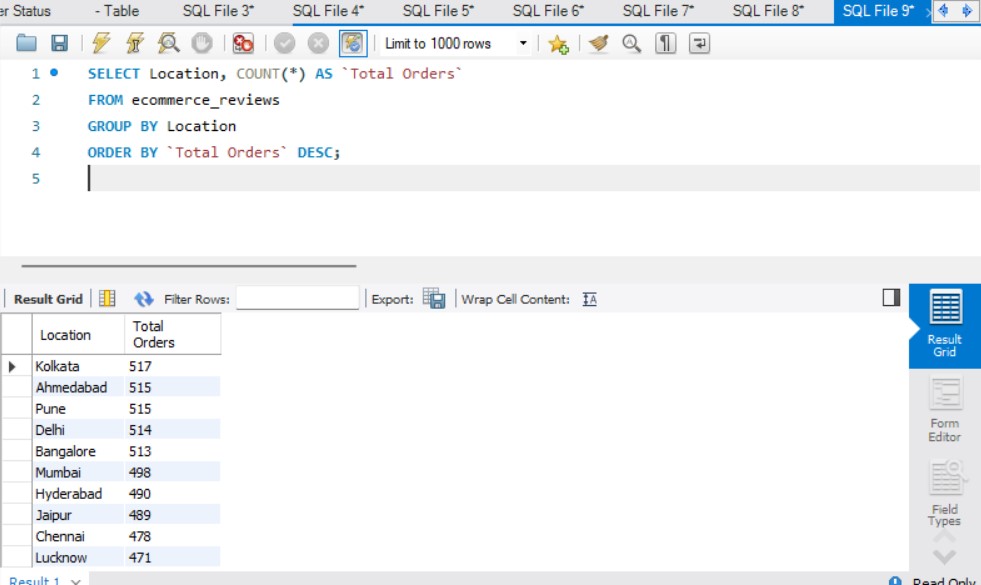 er Status - Table SQL File 3* SQL File 4* SQL File 5* SQL File 6* SQL File 7* SQL File 8* SQL File 9*
Limit to 1000 rows
1 SELECT Location, COUNT(*) AS `Total Orders`
2 FROM ecommerce_reviews
3 GROUP BY Location
4 ORDER BY `Total Orders` DESC;
5
Result Grid Filter Rows: Export: Wrap Cell Content: IA
Location Total Orders
Kolkata 517
Ahmedabad 515
Pune 515
Delhi 514
Bangalore 513
Mumbai 498
Hyderabad 490
Jaipur 489
Chennai 478
Lucknow 471
Result Grid
Form Editor
Field Types
Result 1 Read Only